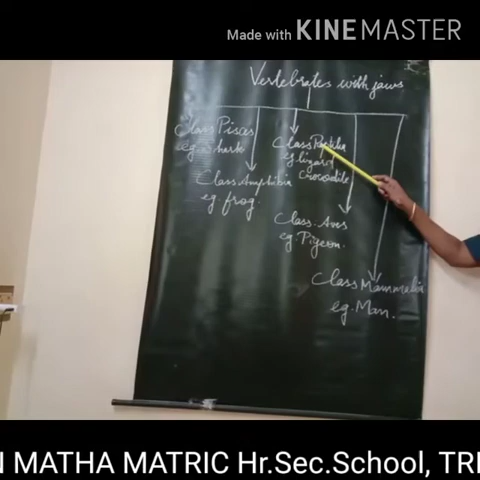 Made with KINEMASTER
Vertebrates with jaws
Class Pisces
eg. Shark
Class Reptilia
eg. lizard
Crocodile
Class Amphibia
eg. frog.
Class Aves
eg. Pigeon.
Class Mammalia
eg. Man.
N MATHA MATRIC Hr.Sec.School, TRI